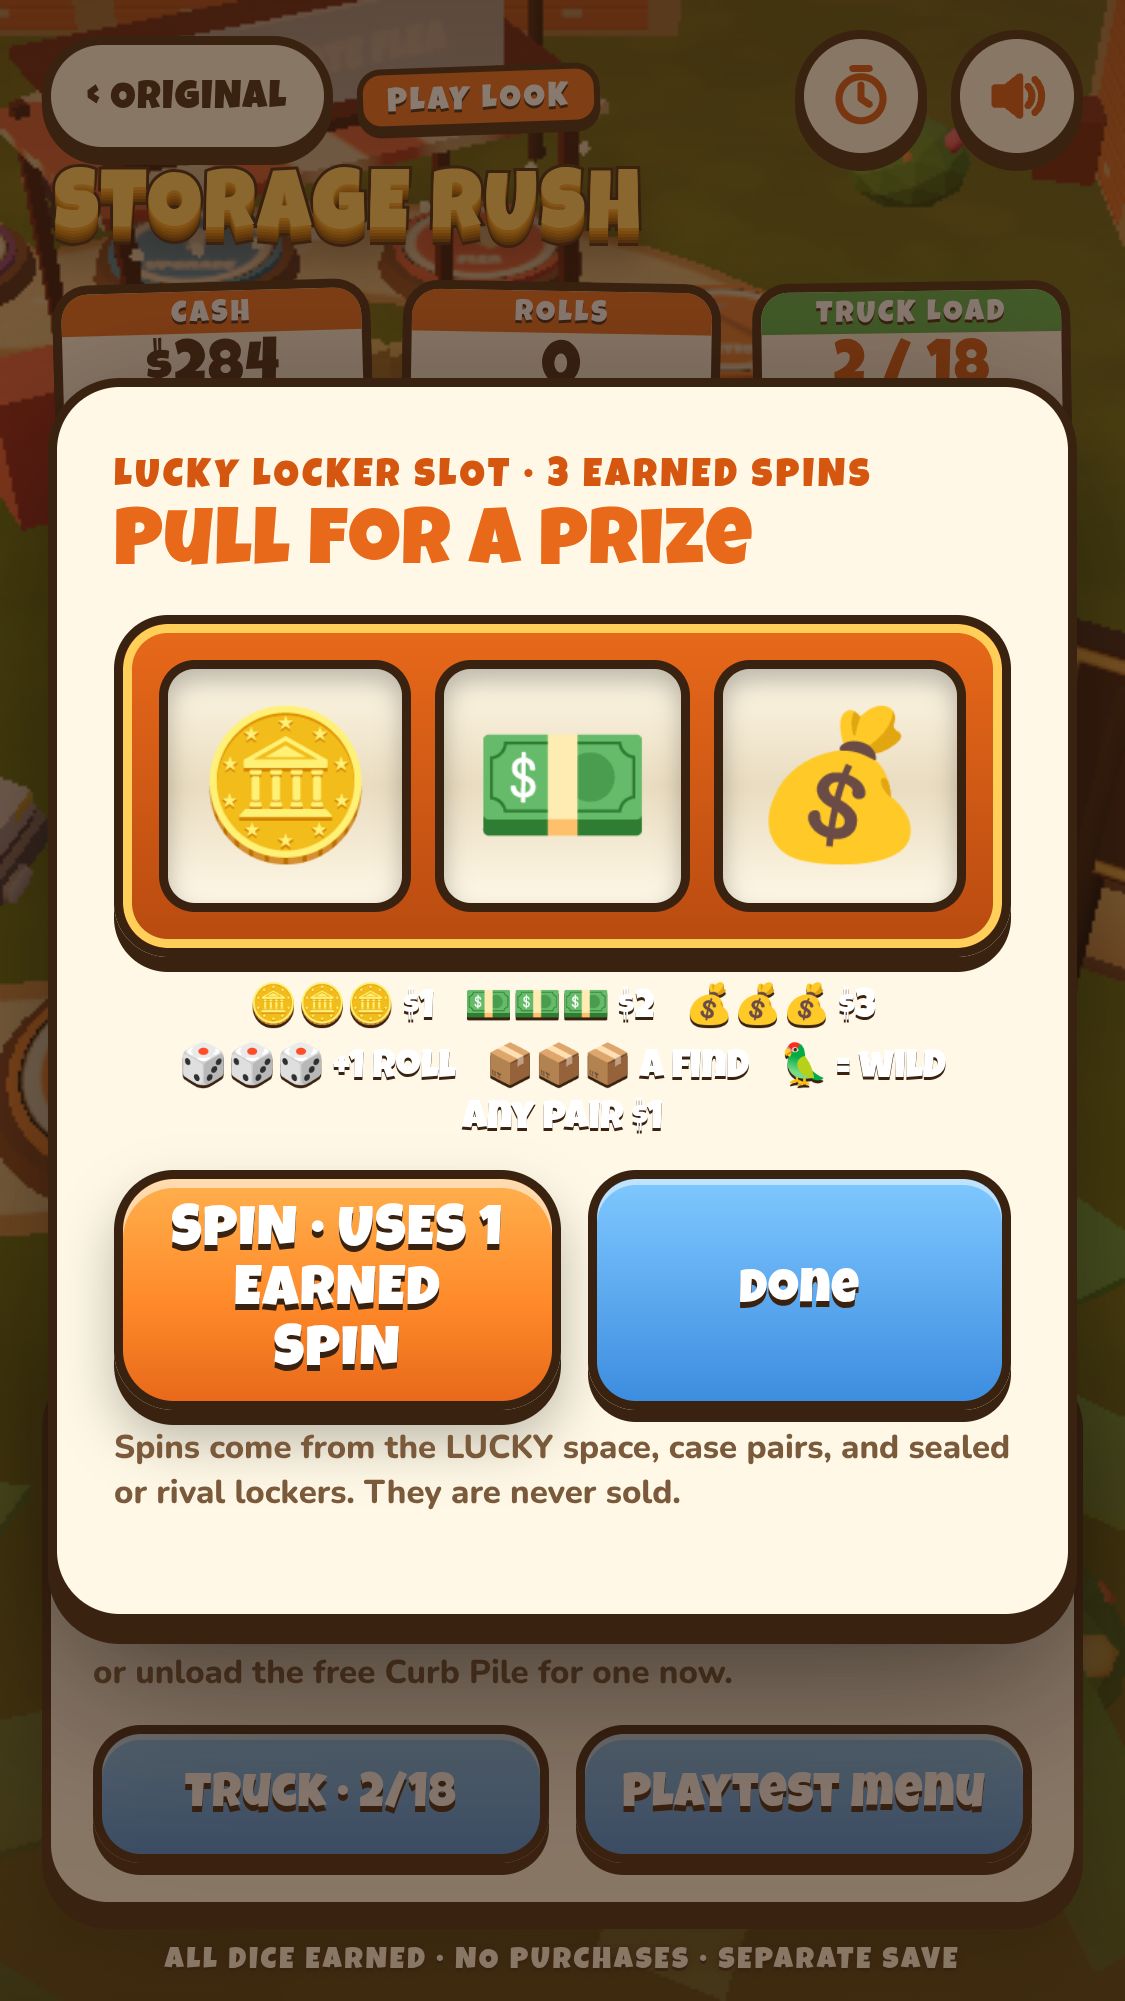 ‹ ORIGINAL
PLAY LOOK
STORAGE RUSH
CASH
$284
ROLLS
0
TRUCK LOAD
2 / 18
LUCKY LOCKER SLOT · 3 EARNED SPINS
PULL FOR A PRIZE
$1 $2 $3
+1 ROLL A FIND = WILD
ANY PAIR $1
SPIN · USES 1
EARNED
SPIN
Done
Spins come from the LUCKY space, case pairs, and sealed
or rival lockers. They are never sold.
or unload the free Curb Pile for one now.
TRUCK · 2/18
PLAYTEST MENU
ALL DICE EARNED · NO PURCHASES · SEPARATE SAVE